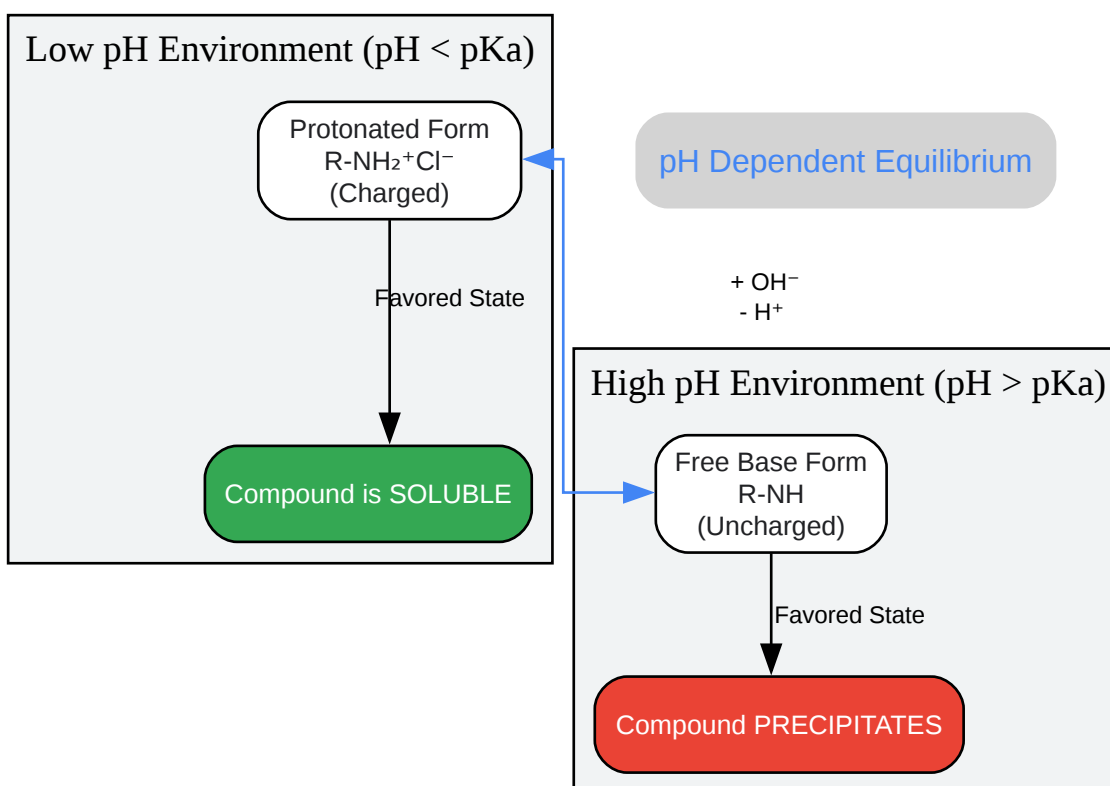 Low pH Environment (pH < pKa)
Protonated Form
R-NH₂⁺Cl⁻
(Charged)
pH Dependent Equilibrium
Favored State
+ OH⁻
- H⁺
High pH Environment (pH > pKa)
Free Base Form
R-NH
(Uncharged)
Compound is SOLUBLE
Favored State
Compound PRECIPITATES